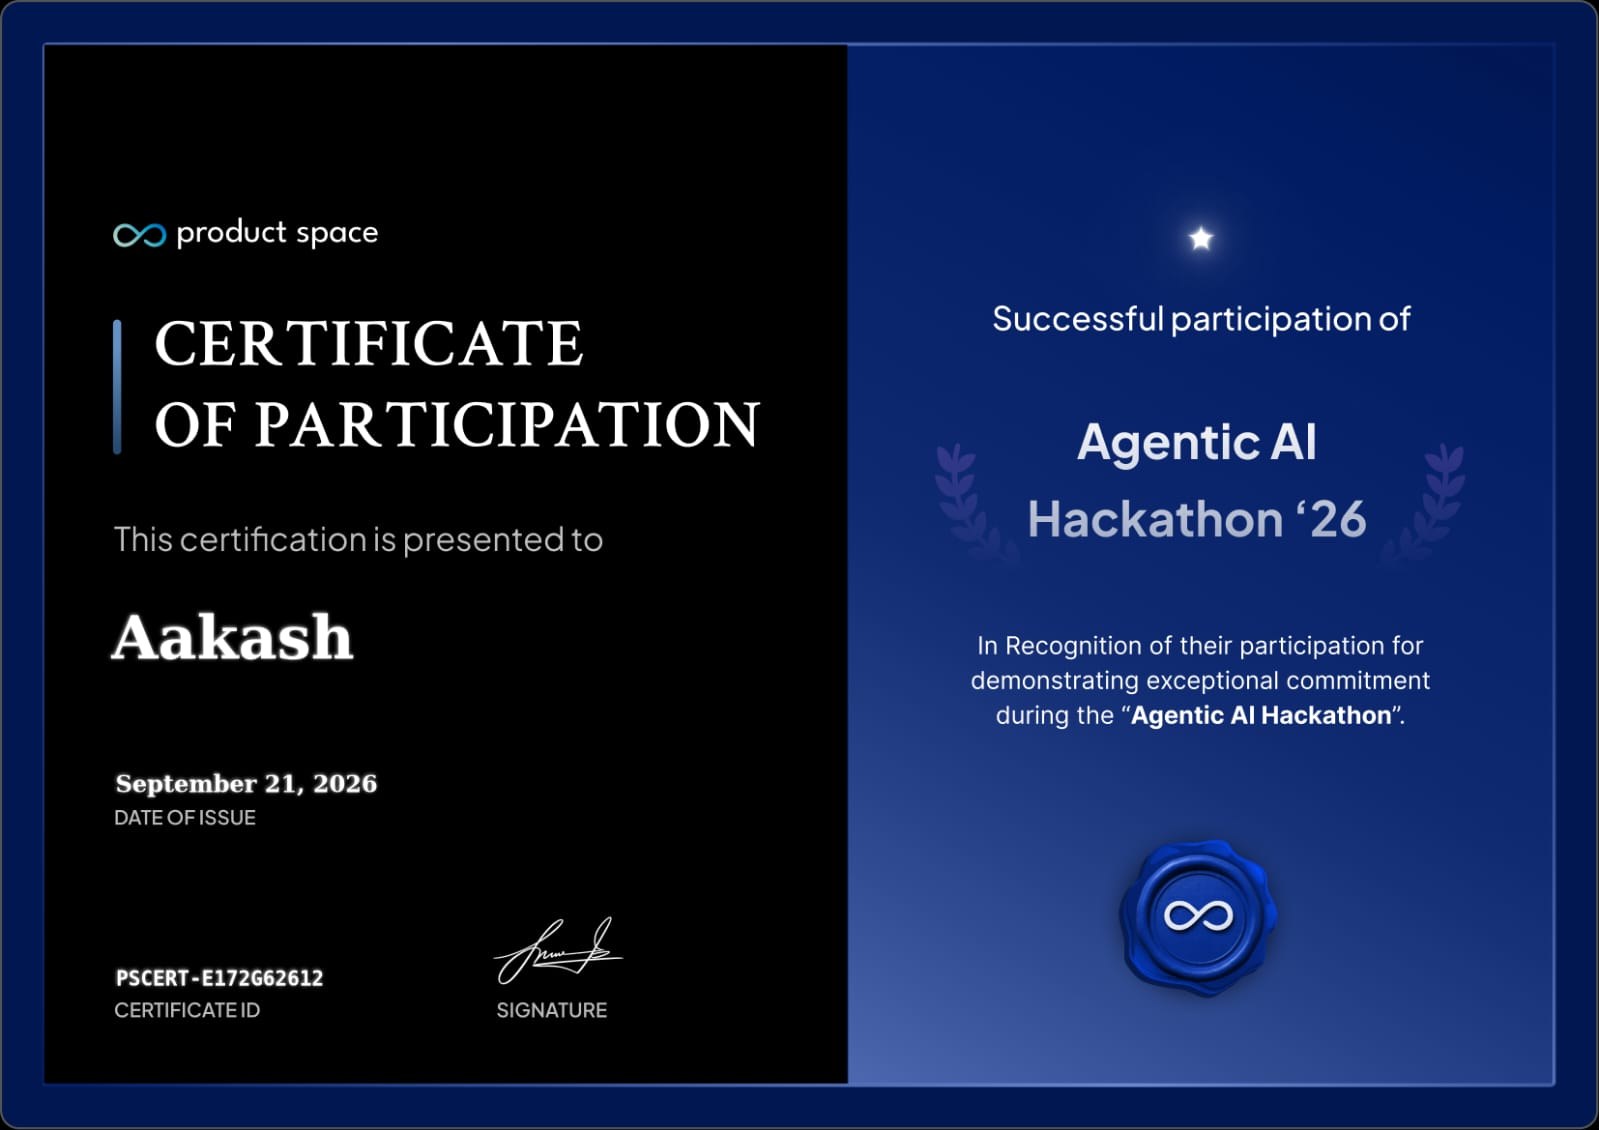 product space
CERTIFICATE
OF PARTICIPATION
This certification is presented to
Aakash
September 21, 2026
DATE OF ISSUE
PSCERT-E172G62612
CERTIFICATE ID
SIGNATURE
Successful participation of
Agentic AI
Hackathon ‘26
In Recognition of their participation for
demonstrating exceptional commitment
during the “Agentic AI Hackathon”.